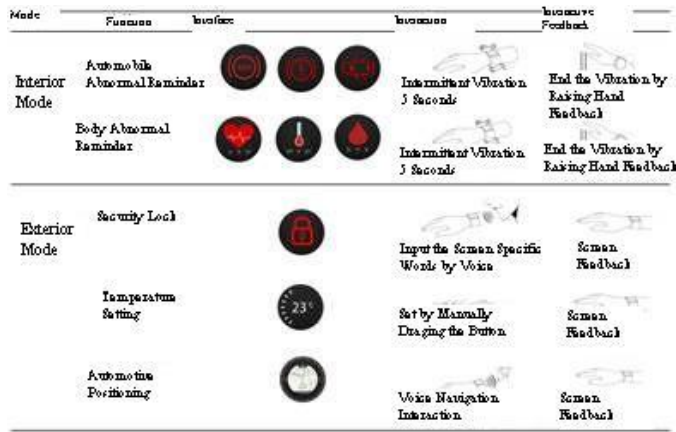 Mode
Function
Interface
Interaction
Interactive
Feedback
Interior
Mode
Automobile
Abnormal Reminder
Intermittent Vibration
5 Seconds
End the Vibration by
Raising Hand
Feedback
Body Abnormal
Reminder
Intermittent Vibration
5 Seconds
End the Vibration by
Raising Hand Feedback
Exterior
Mode
Security Lock
Input the Screen Specific
Words by Voice
Screen
Feedback
Temperature
Setting
23°
Set by Manually
Draging the Button
Screen
Feedback
Automotive
Positioning
Voice Navigation
Interaction
Screen
Feedback